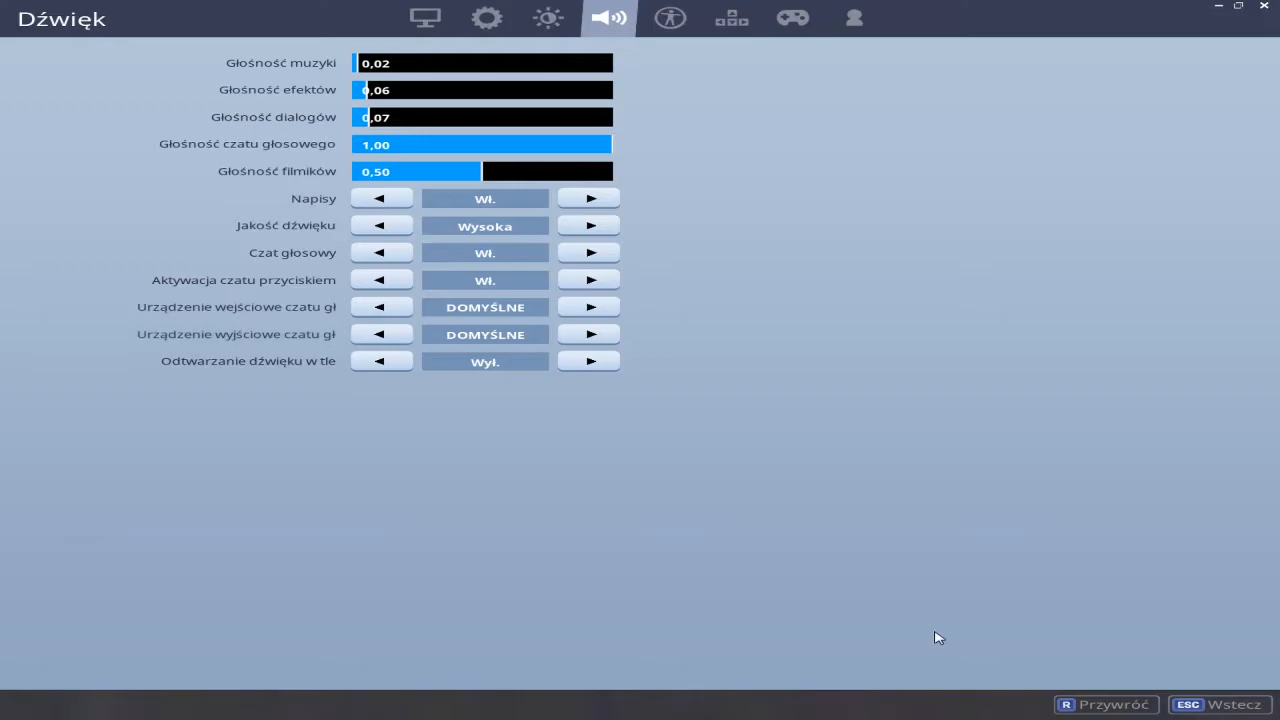 Dźwięk
Głośność muzyki 0,02
Głośność efektów 0,06
Głośność dialogów 0,07
Głośność czatu głosowego 1,00
Głośność filmików 0,50
Napisy Wł.
Jakość dźwięku Wysoka
Czat głosowy Wł.
Aktywacja czatu przyciskiem Wł.
Urządzenie wejściowe czatu gł DOMYŚLNE
Urządzenie wyjściowe czatu gł DOMYŚLNE
Odtwarzanie dźwięku w tle Wył.
R Przywróć ESC Wstecz